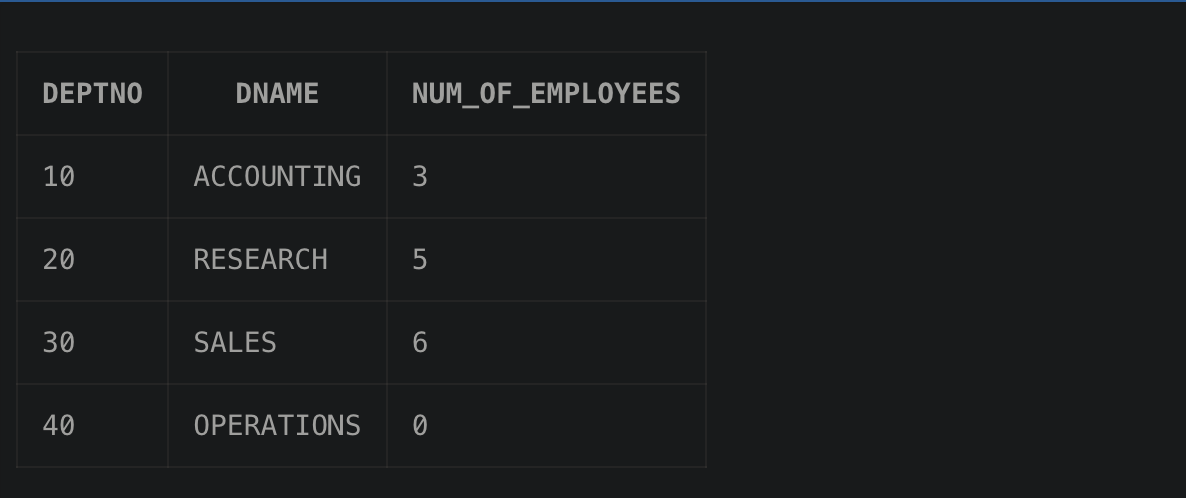 DEPTNO DNAME NUM_OF_EMPLOYEES
10 ACCOUNTING 3
20 RESEARCH 5
30 SALES 6
40 OPERATIONS 0